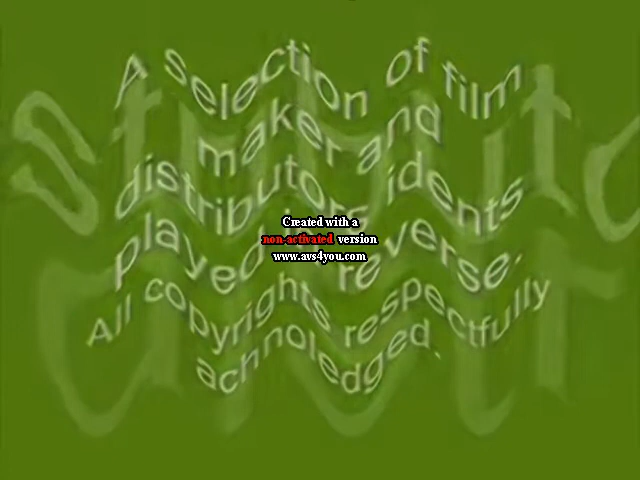 A selection of film
maker and
distributors idents
played in reverse.
All copyrights respectfully
achnoledged.
Created with a
non-activated version
www.avs4you.com